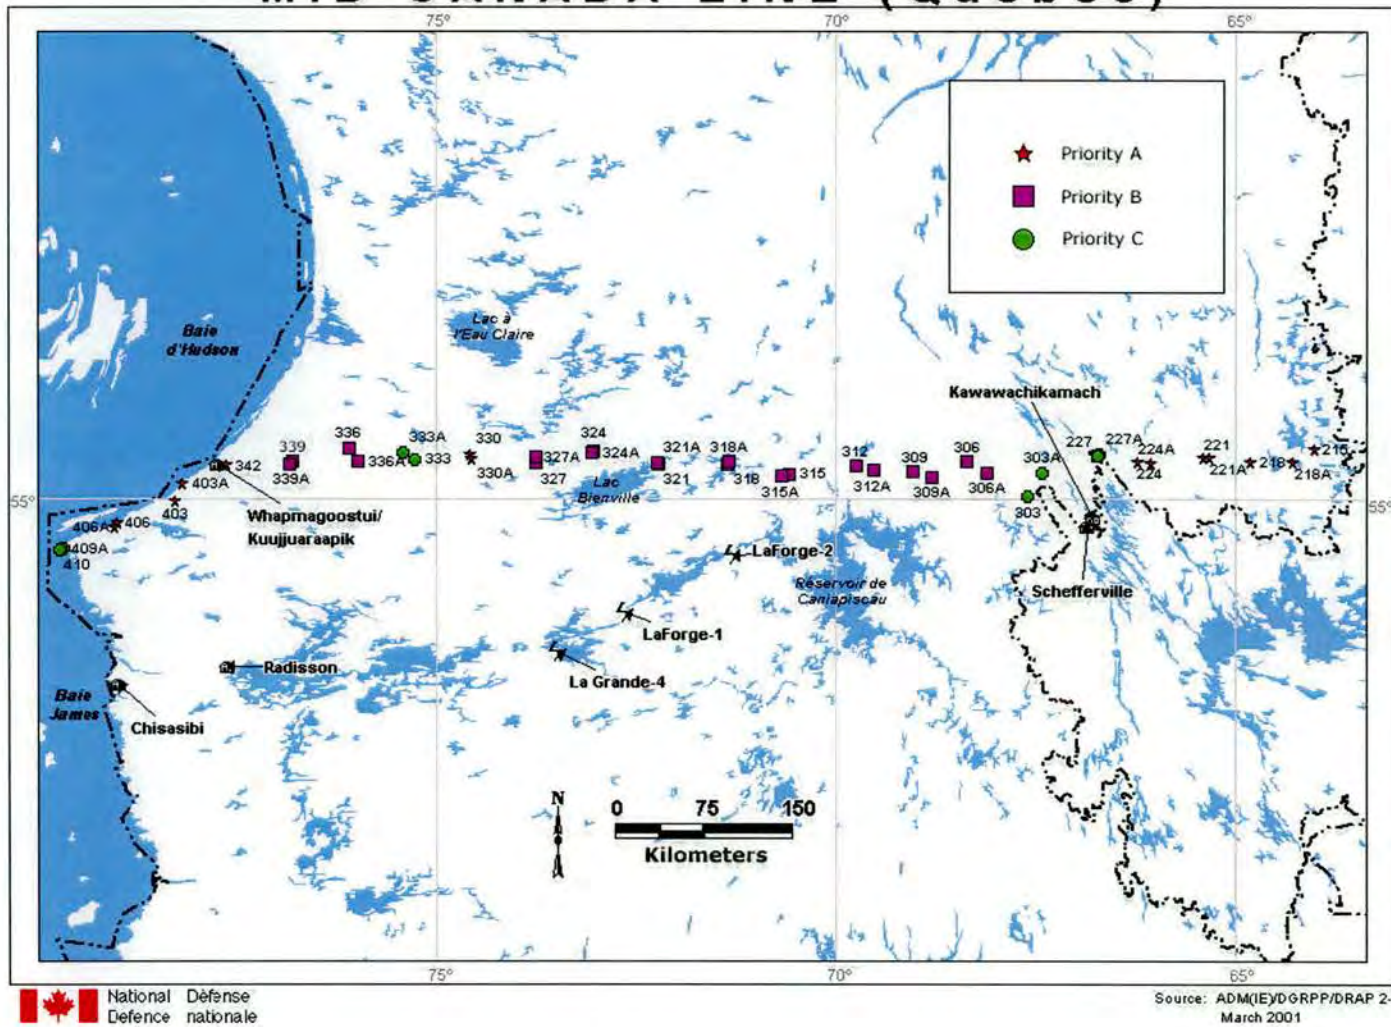 MID CANADA LINE (Québec)
75° 70° 65°
Priority A
Priority B
Priority C
Lac à
l'Eau Claire
Baie
d'Hudson
Kawawachikamach
336 333A 330 324
339 327A 324A 321A 318A 312 309 306 227 227A 224A 221 215
342 339A 336A 333 330A 327 321 318 315 303A 224 221A 218
403A 315A 312A 309A 306A 218A
Lac
Bienville
403 303
55° 55°
Whapmagoostui/
Kuujjuaraapik
406A 406
409A
410
LaForge-2
Réservoir de
Caniapiscau
Schefferville
LaForge-1
Radisson
La Grande-4
Baie
James
Chisasibi
N
0 75 150
Kilometers
75° 70° 65°
National Défense
Defence nationale
Source: ADM(IE)/DGRPP/DRAP 2-
March 2001